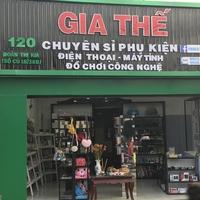 GIA THẾ
120
CHUYÊN SỈ PHỤ KIỆN
ĐIỆN THOẠI - MÁY TÍNH
ĐỒ CHƠI CÔNG NGHỆ